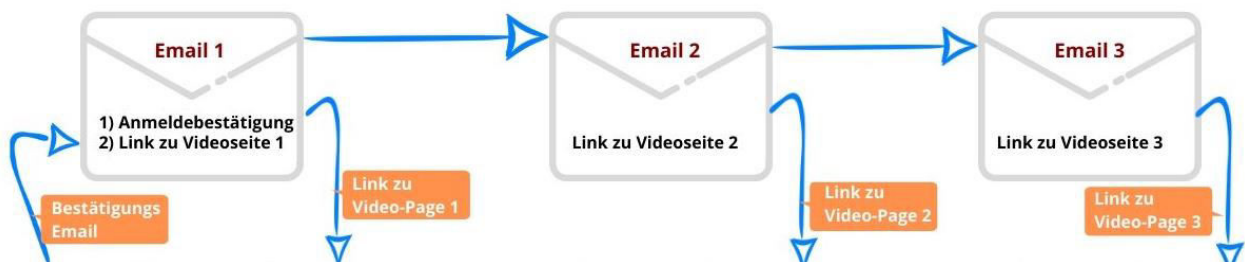 Email 1
1) Anmeldebestätigung
2) Link zu Videoseite 1
Email 2
Link zu Videoseite 2
Email 3
Link zu Videoseite 3
Bestätigungs
Email
Link zu
Video-Page 1
Link zu
Video-Page 2
Link zu
Video-Page 3